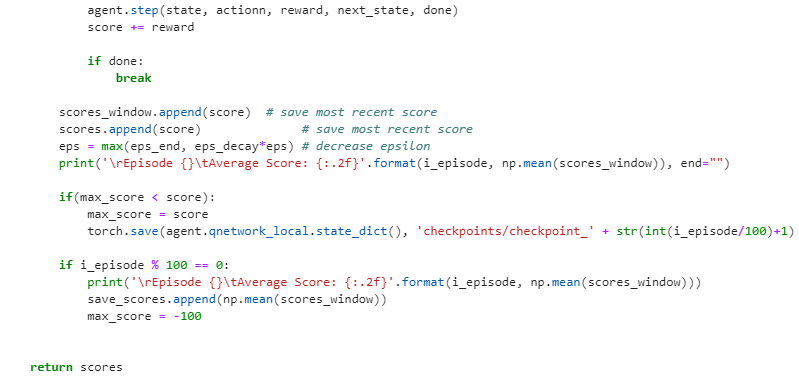 agent.step(state, actionn, reward, next_state, done)
score += reward
if done:
break
scores_window.append(score)  # save most recent score
scores.append(score)              # save most recent score
eps = max(eps_end, eps_decay*eps) # decrease epsilon
print('\rEpisode {}\tAverage Score: {:.2f}'.format(i_episode, np.mean(scores_window)), end="")
if(max_score < score):
max_score = score
torch.save(agent.qnetwork_local.state_dict(), 'checkpoints/checkpoint_' + str(int(i_episode/100)+1)
if i_episode % 100 == 0:
print('\rEpisode {}\tAverage Score: {:.2f}'.format(i_episode, np.mean(scores_window)))
save_scores.append(np.mean(scores_window))
max_score = -100
return scores